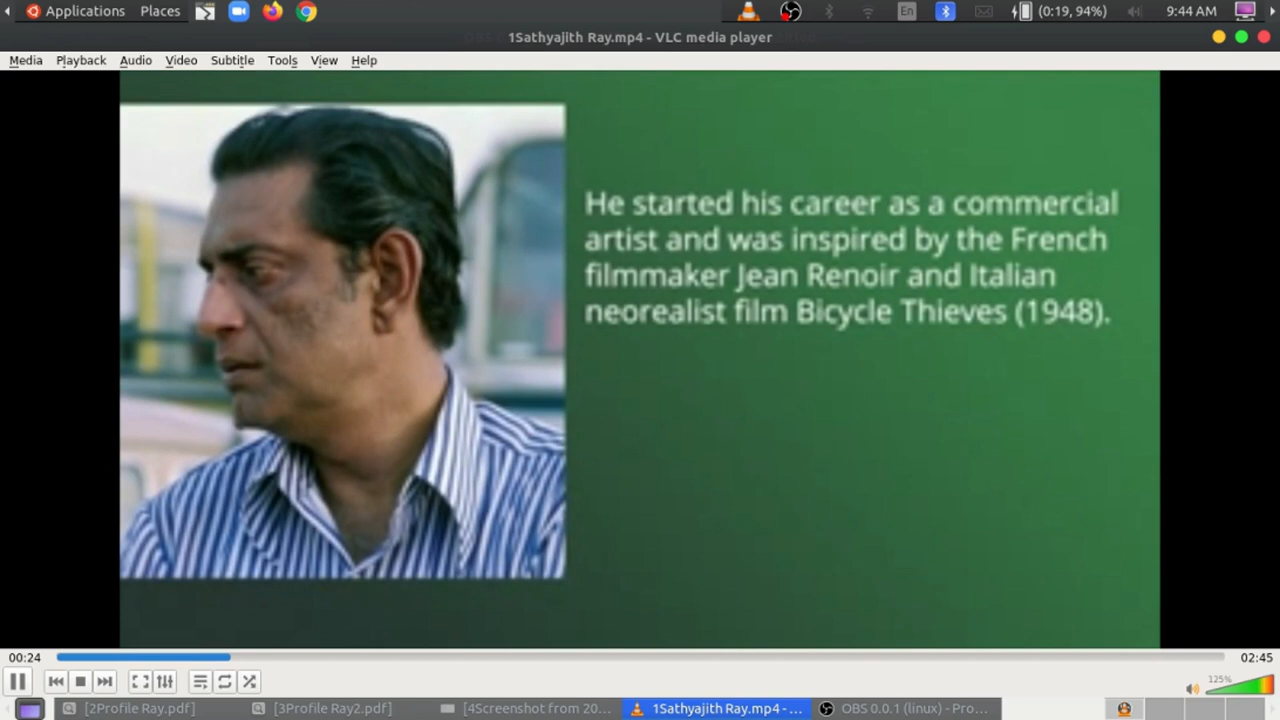 Applications Places En (0:19, 94%) 9:44 AM
1Sathyajith Ray.mp4 - VLC media player
Media Playback Audio Video Subtitle Tools View Help
He started his career as a commercial
artist and was inspired by the French
filmmaker Jean Renoir and Italian
neorealist film Bicycle Thieves (1948).
00:24 02:45
125%
[2Profile Ray.pdf] [3Profile Ray2.pdf] [4Screenshot from 20... 1Sathyajith Ray.mp4 - ... OBS 0.0.1 (linux) - Pro...